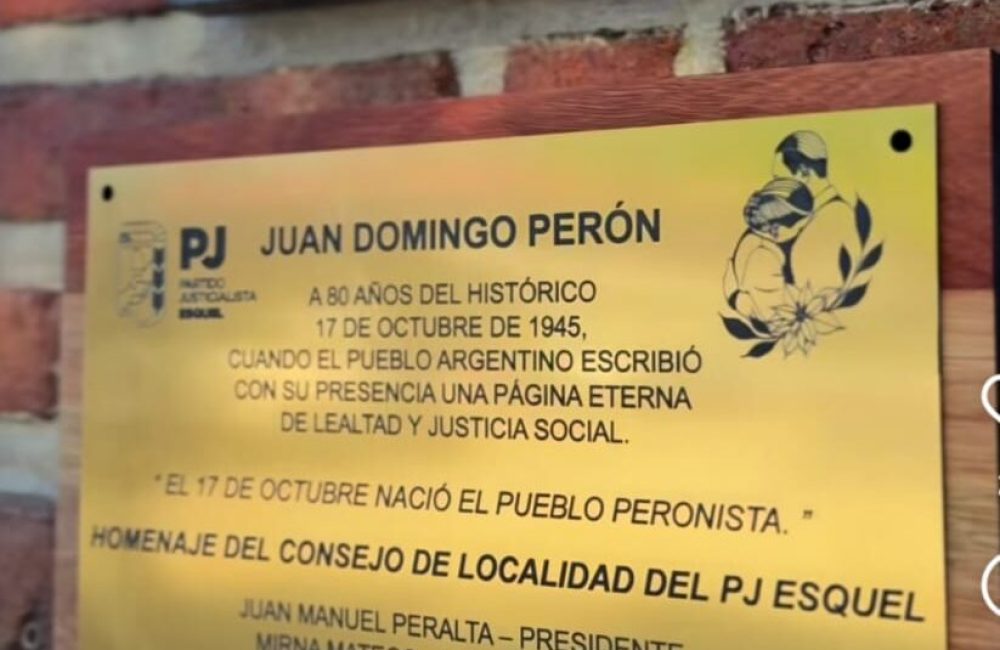 PJ
PARTIDO
JUSTICIALISTA
ESQUEL
JUAN DOMINGO PERÓN
A 80 AÑOS DEL HISTÓRICO
17 DE OCTUBRE DE 1945,
CUANDO EL PUEBLO ARGENTINO ESCRIBIÓ
CON SU PRESENCIA UNA PÁGINA ETERNA
DE LEALTAD Y JUSTICIA SOCIAL.
" EL 17 DE OCTUBRE NACIÓ EL PUEBLO PERONISTA. "
HOMENAJE DEL CONSEJO DE LOCALIDAD DEL PJ ESQUEL
JUAN MANUEL PERALTA – PRESIDENTE
MIRNA